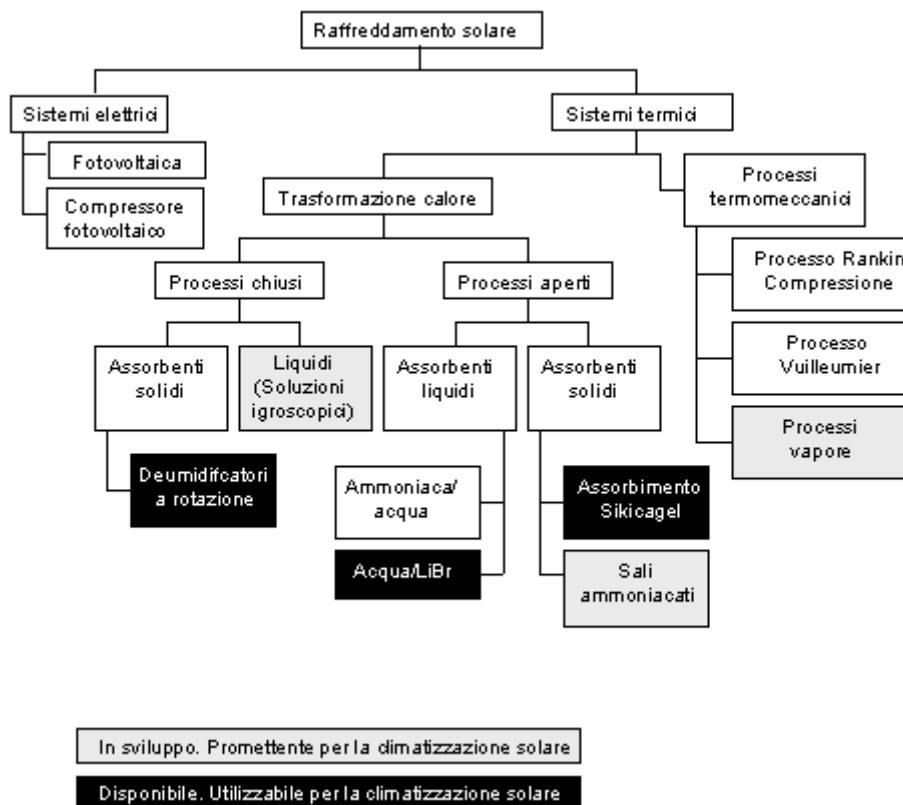 Raffreddamento solare
Sistemi elettrici
Sistemi termici
Fotovoltaica
Compressore
fotovoltaico
Trasformazione calore
Processi
termomeccanici
Processi chiusi
Processi aperti
Processo Rankin
Compressione
Processo
Vuilleumier
Processi
vapore
Assorbenti
solidi
Liquidi
(Soluzioni
igroscopici)
Assorbenti
liquidi
Assorbenti
solidi
Deumidifcatori
a rotazione
Ammoniaca/
acqua
Acqua/LiBr
Assorbimento
Sikicagel
Sali
ammoniacati
In sviluppo. Promettente per la climatizzazione solare
Disponibile. Utilizzabile per la climatizzazione solare